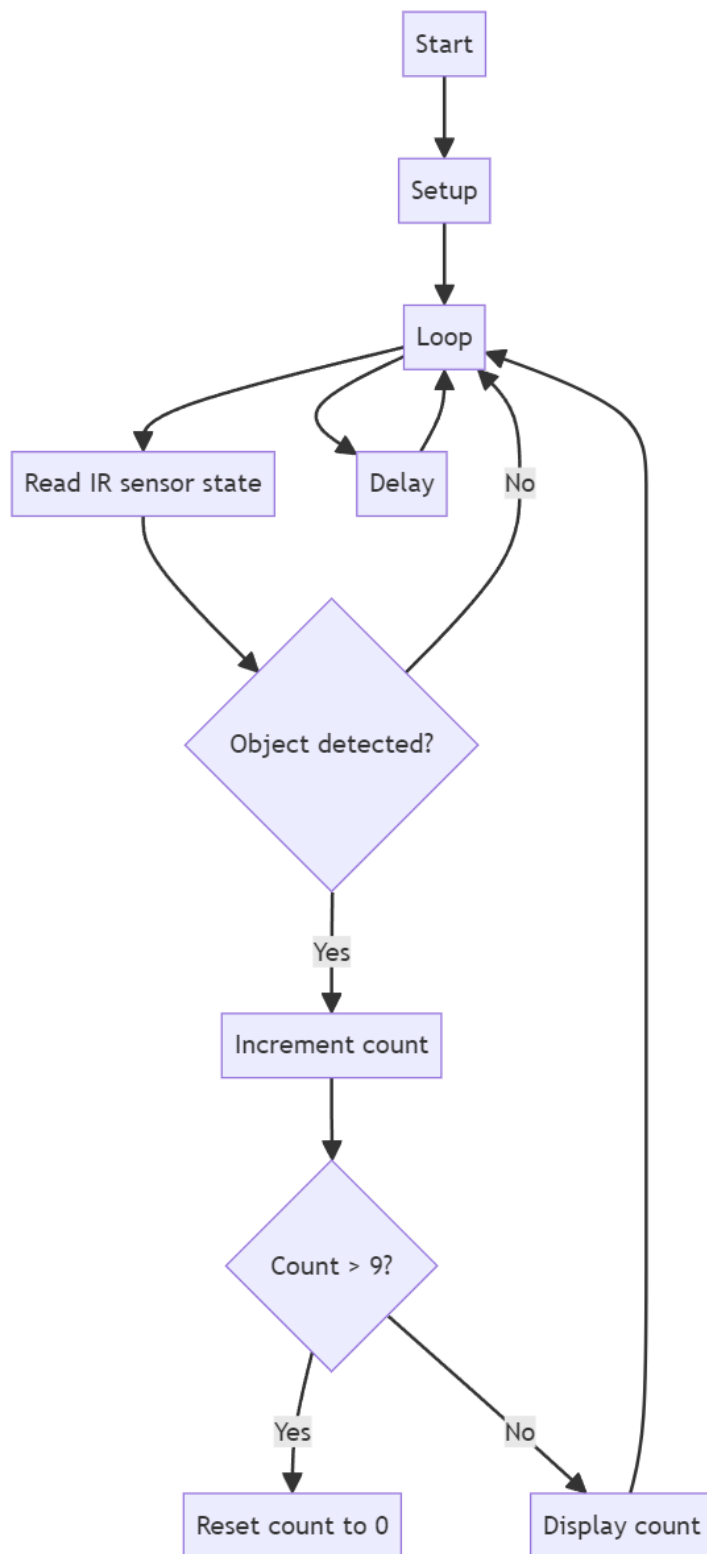 Start
Setup
Loop
Read IR sensor state
Delay
No
Object detected?
Yes
Increment count
Count > 9?
Yes
No
Reset count to 0
Display count